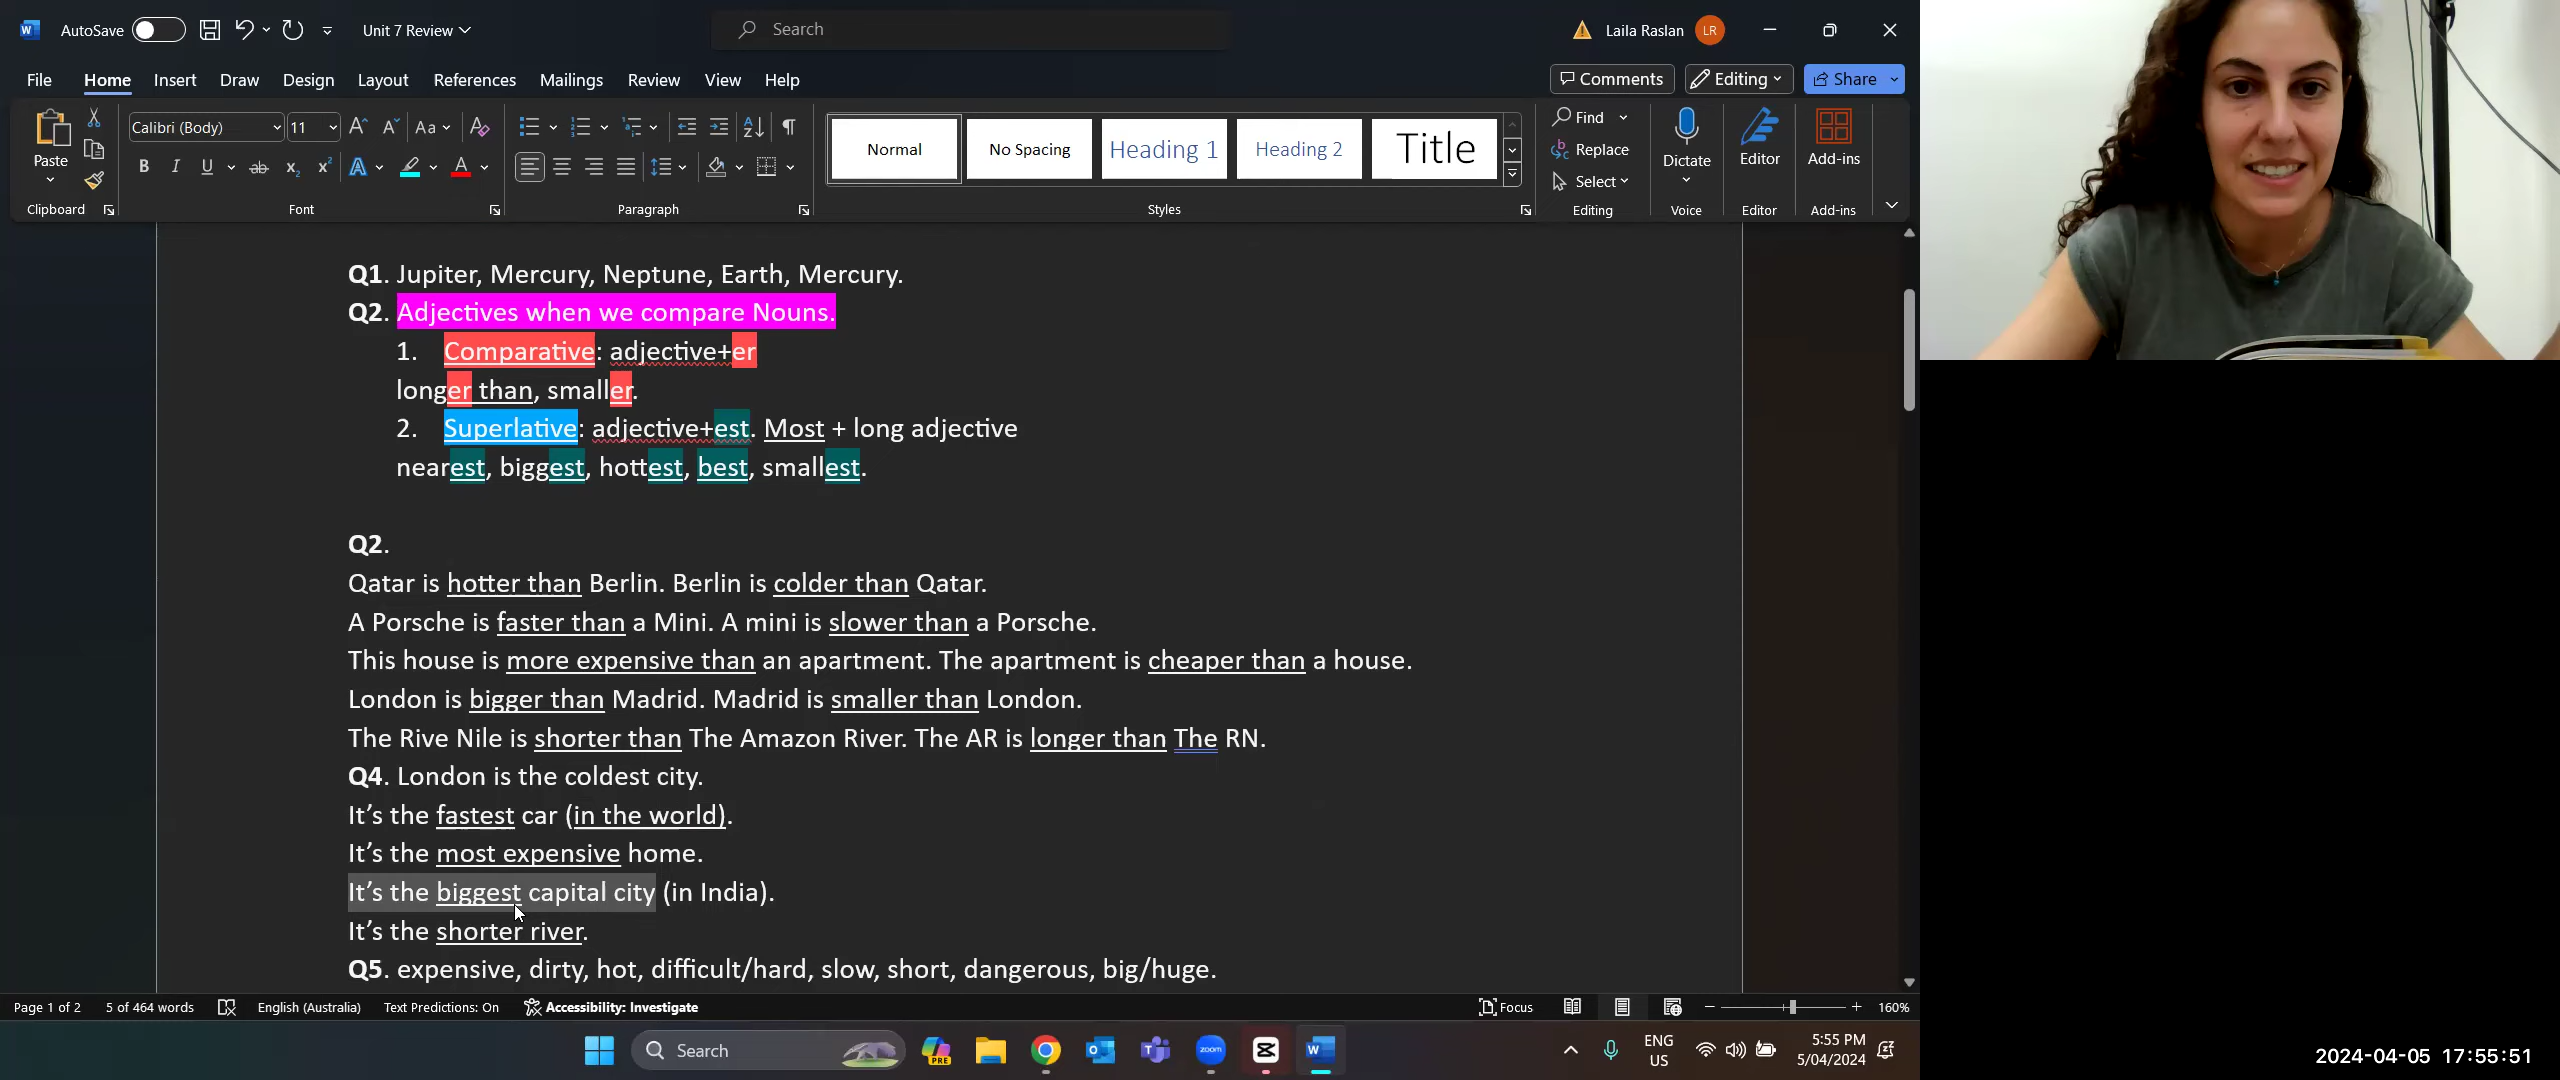 AutoSave
Unit 7 Review
Search
Laila Raslan
LR
File Home Insert Draw Design Layout References Mailings Review View Help
Comments Editing Share
Paste
Calibri (Body) 11
Aa
B I U ab x₂ x² A A
Normal
No Spacing
Heading 1
Heading 2
Title
Find
Replace
Select
Dictate
Editor
Add-ins
Clipboard Font Paragraph Styles Editing Voice Editor Add-ins
Q1. Jupiter, Mercury, Neptune, Earth, Mercury.
Q2. Adjectives when we compare Nouns.
1. Comparative: adjective+er
longer than, smaller.
2. Superlative: adjective+est. Most + long adjective
nearest, biggest, hottest, best, smallest.
Q2.
Qatar is hotter than Berlin. Berlin is colder than Qatar.
A Porsche is faster than a Mini. A mini is slower than a Porsche.
This house is more expensive than an apartment. The apartment is cheaper than a house.
London is bigger than Madrid. Madrid is smaller than London.
The Rive Nile is shorter than The Amazon River. The AR is longer than The RN.
Q4. London is the coldest city.
It’s the fastest car (in the world).
It’s the most expensive home.
It’s the biggest capital city (in India).
It’s the shorter river.
Q5. expensive, dirty, hot, difficult/hard, slow, short, dangerous, big/huge.
Page 1 of 2 5 of 464 words English (Australia) Text Predictions: On Accessibility: Investigate Focus 160%
Search
PRE
zoom
ENG
US
5:55 PM
5/04/2024
2024-04-05 17:55:51